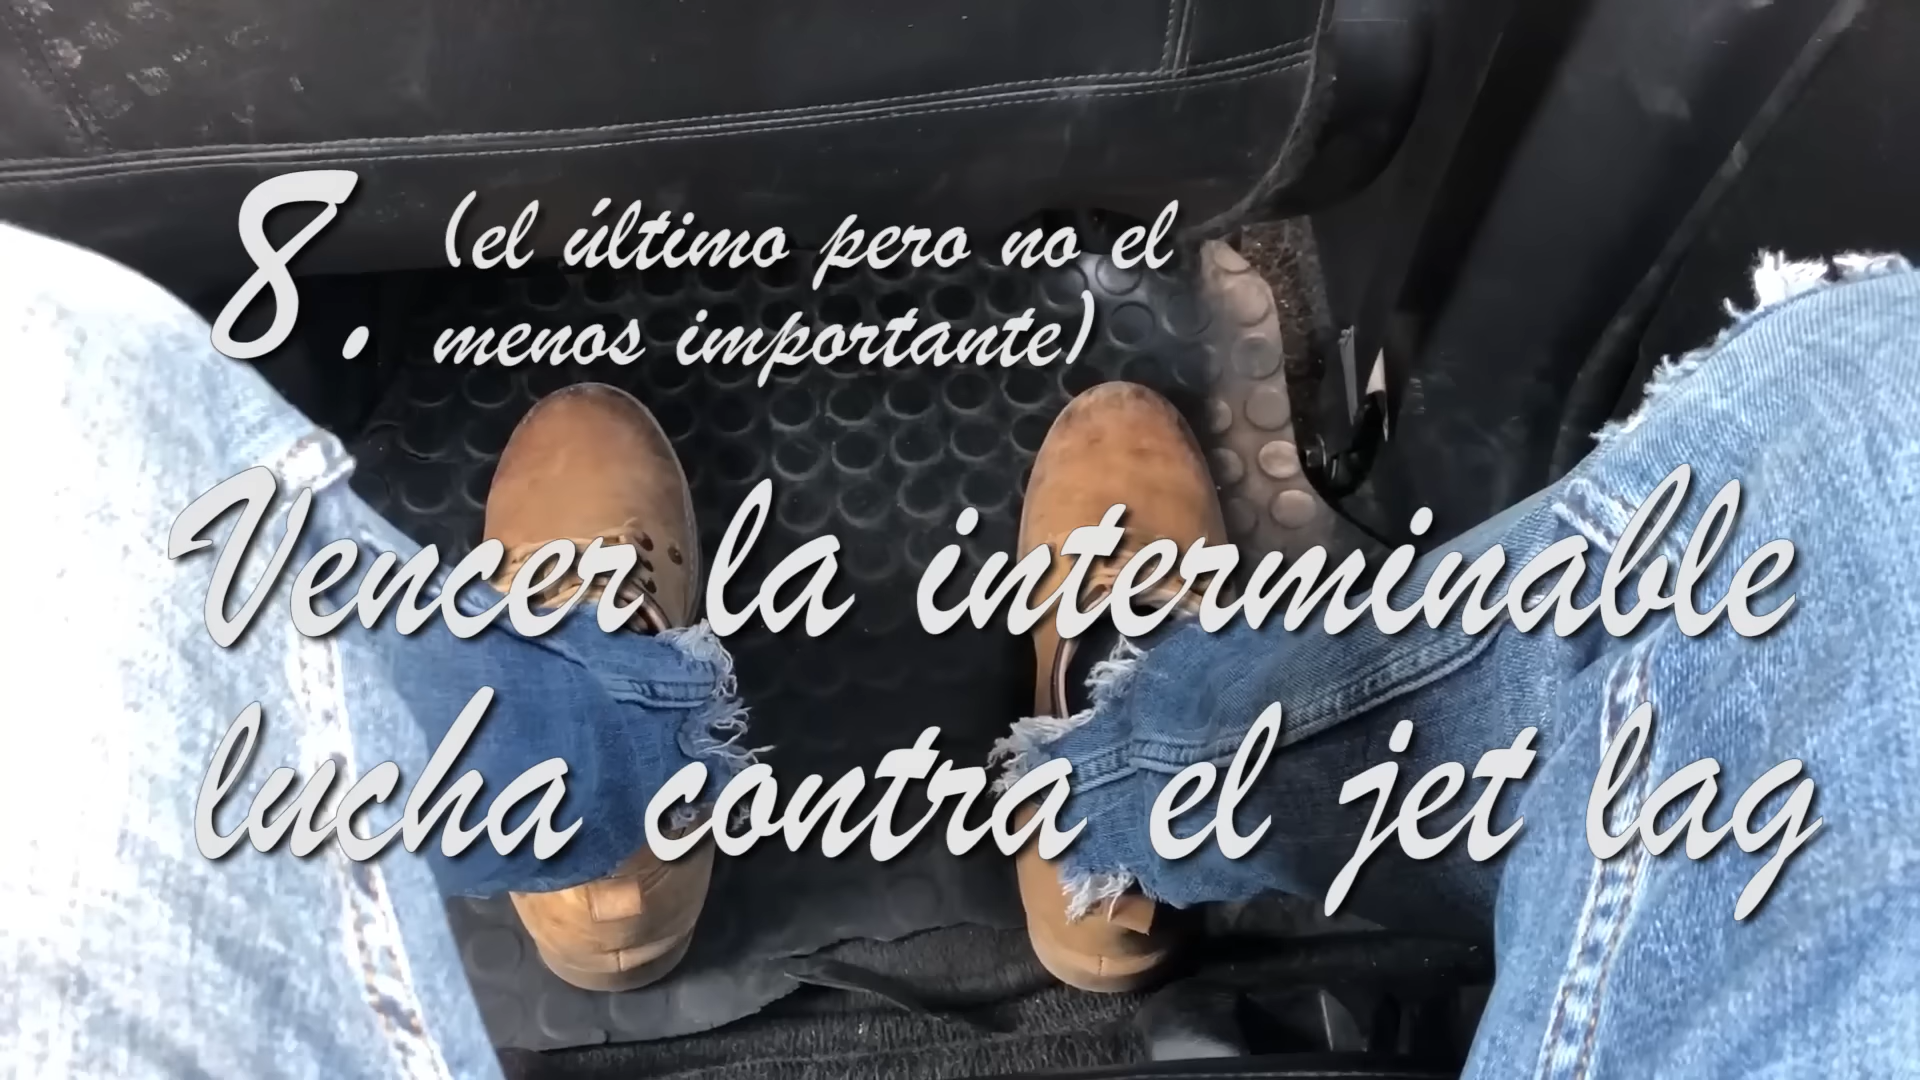 8. (el último pero no el
menos importante)
Vencer la interminable
lucha contra el jet lag